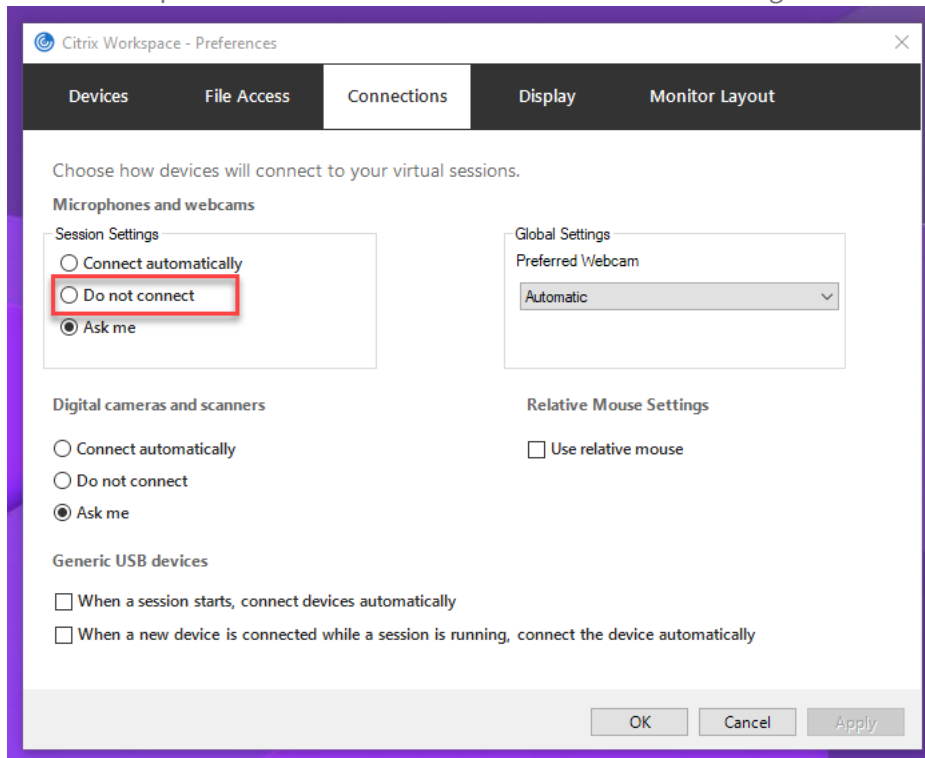 Citrix Workspace - Preferences
Devices File Access Connections Display Monitor Layout
Choose how devices will connect to your virtual sessions.
Microphones and webcams
Session Settings
Connect automatically
Do not connect
Ask me
Global Settings
Preferred Webcam
Automatic
Digital cameras and scanners
Connect automatically
Do not connect
Ask me
Relative Mouse Settings
Use relative mouse
Generic USB devices
When a session starts, connect devices automatically
When a new device is connected while a session is running, connect the device automatically
OK Cancel Apply